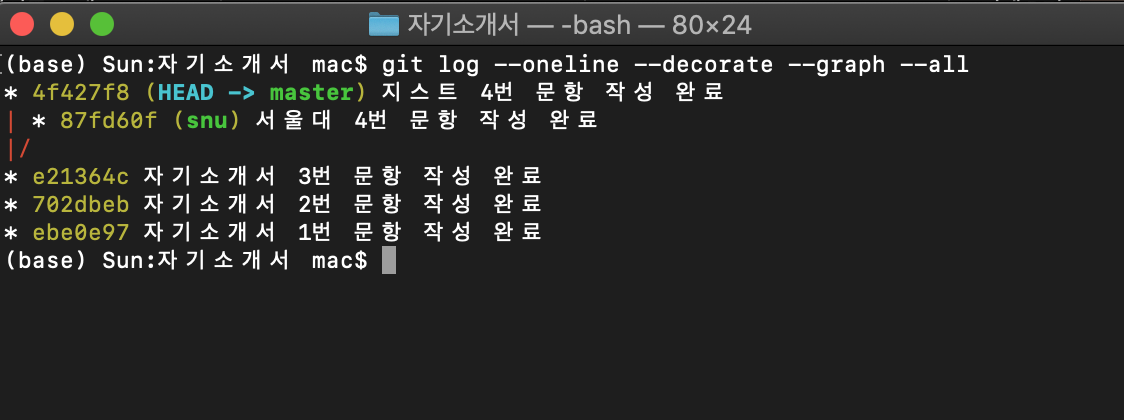 자기소개서 — -bash — 80×24
(base) Sun:자기소개서 mac$ git log --oneline --decorate --graph --all
* 4f427f8 (HEAD -> master) 지스트 4번 문항 작성 완료
| * 87fd60f (snu) 서울대 4번 문항 작성 완료
|/
* e21364c 자기소개서 3번 문항 작성 완료
* 702dbeb 자기소개서 2번 문항 작성 완료
* ebe0e97 자기소개서 1번 문항 작성 완료
(base) Sun:자기소개서 mac$